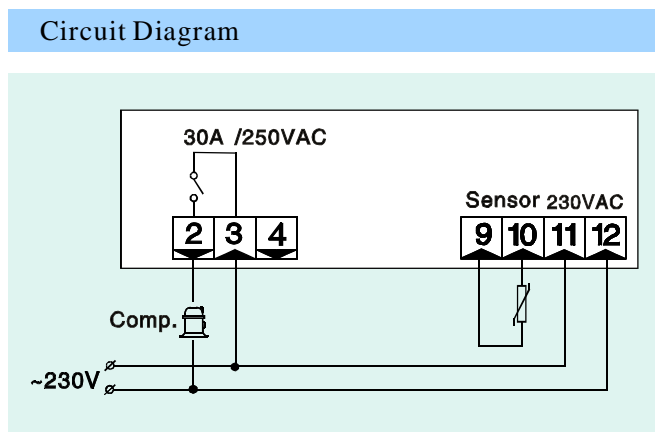 Circuit Diagram
30A /250VAC
Sensor 230VAC
2 3 4
9 10 11 12
Comp.
~230V